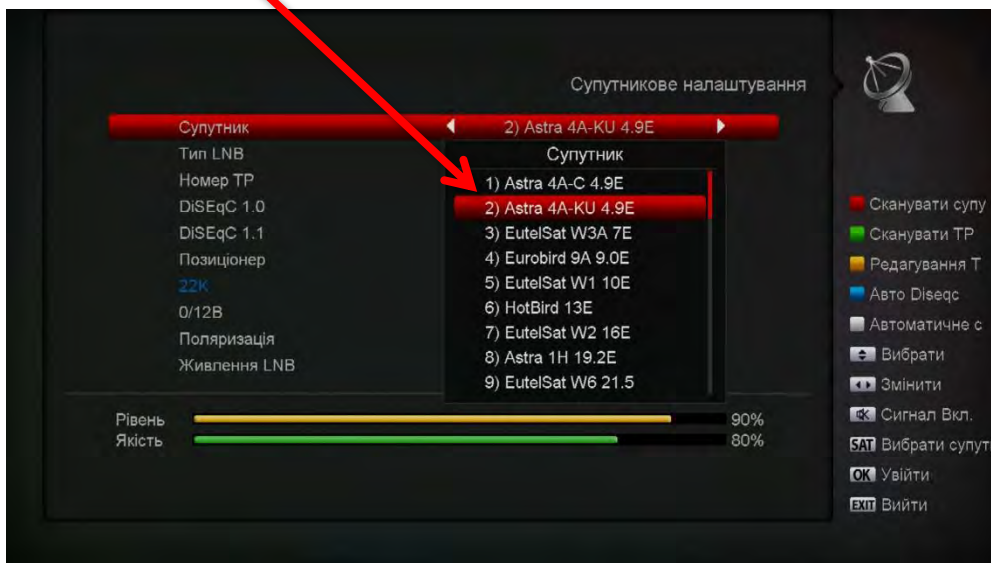 Супутникове налаштування
Супутник 2) Astra 4A-KU 4.9E
Тип LNB
Номер TP
DiSEqC 1.0
DiSEqC 1.1
Позиціонер
22K
0/12В
Поляризація
Живлення LNB
Супутник
1) Astra 4A-C 4.9E
2) Astra 4A-KU 4.9E
3) EutelSat W3A 7E
4) Eurobird 9A 9.0E
5) EutelSat W1 10E
6) HotBird 13E
7) EutelSat W2 16E
8) Astra 1H 19.2E
9) EutelSat W6 21.5
Рівень 90%
Якість 80%
Сканувати супу
Сканувати TP
Редагування Т
Авто Diseqc
Автоматичне с
Вибрати
Змінити
Сигнал Вкл.
SAT Вибрати супут
OK Увійти
EXIT Вийти